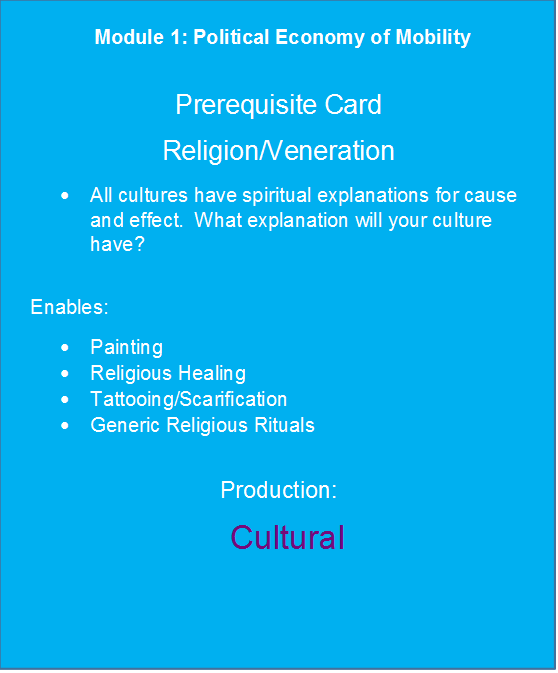 Module 1: Political Economy of Mobility
Prerequisite Card
Religion/Veneration
• All cultures have spiritual explanations for cause
and effect.  What explanation will your culture
have?
Enables:
• Painting
• Religious Healing
• Tattooing/Scarification
• Generic Religious Rituals
Production:
Cultural